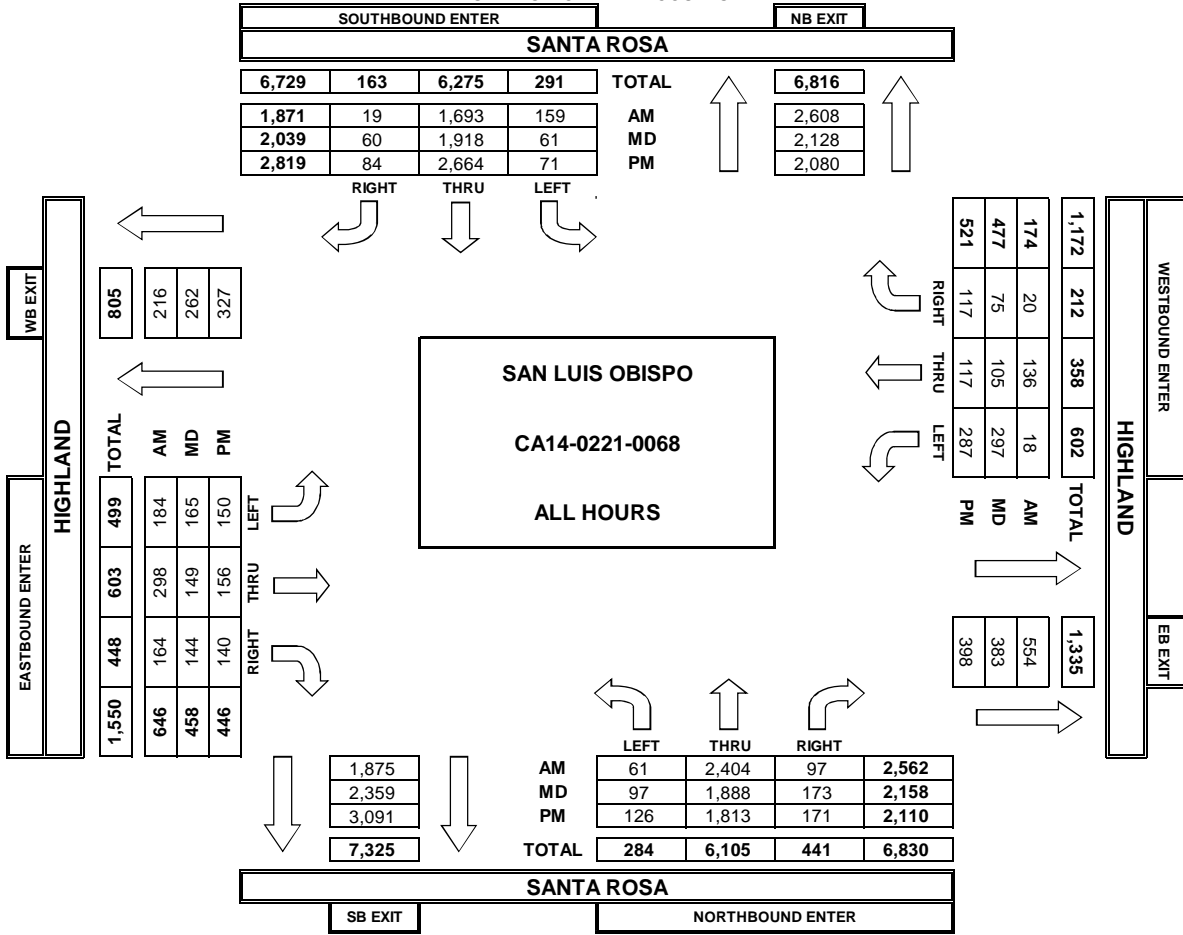 SOUTHBOUND ENTER NB EXIT
SANTA ROSA
6,729 163 6,275 291 TOTAL 6,816
1,871 19 1,693 159 AM 2,608
2,039 60 1,918 61 MD 2,128
2,819 84 2,664 71 PM 2,080
RIGHT THRU LEFT
WB EXIT
HIGHLAND
EASTBOUND ENTER
805 216 262 327
TOTAL AM MD PM
499 184 165 150 LEFT
603 298 149 156 THRU
448 164 144 140 RIGHT
1,550 646 458 446
SAN LUIS OBISPO
CA14-0221-0068
ALL HOURS
521 477 174 1,172
RIGHT 117 75 20 212
THRU 117 105 136 358
LEFT 287 297 18 602
PM MD AM TOTAL
398 383 554 1,335
WESTBOUND ENTER
HIGHLAND
EB EXIT
LEFT THRU RIGHT
1,875 AM 61 2,404 97 2,562
2,359 MD 97 1,888 173 2,158
3,091 PM 126 1,813 171 2,110
7,325 TOTAL 284 6,105 441 6,830
SANTA ROSA
SB EXIT NORTHBOUND ENTER